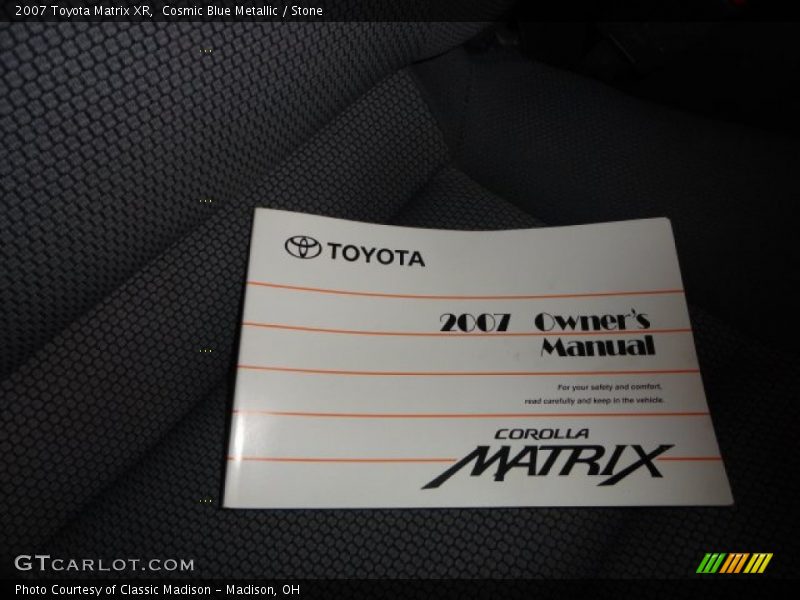 2007 Toyota Matrix XR,  Cosmic Blue Metallic / Stone
TOYOTA
2007 Owner's
Manual
For your safety and comfort,
read carefully and keep in the vehicle.
COROLLA
MATRIX
GTCARLOT.COM
Photo Courtesy of Classic Madison - Madison, OH